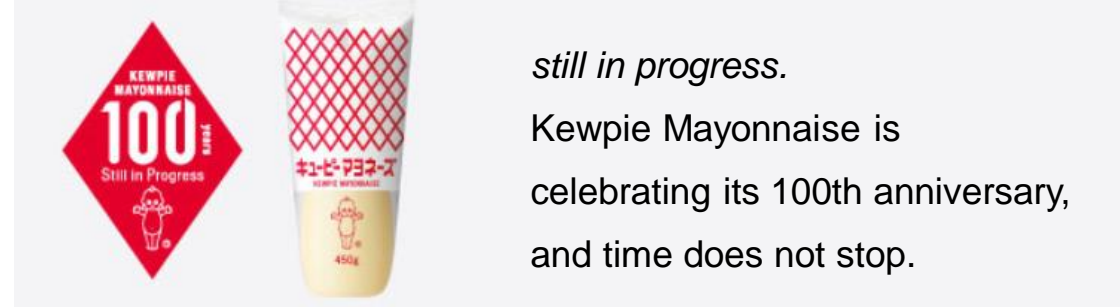 KEWPIE
MAYONNAISE
100 years
Still in Progress
®
キユーピー マヨネーズ
KEWPIE MAYONNAISE
®
450g
still in progress.
Kewpie Mayonnaise is
celebrating its 100th anniversary,
and time does not stop.